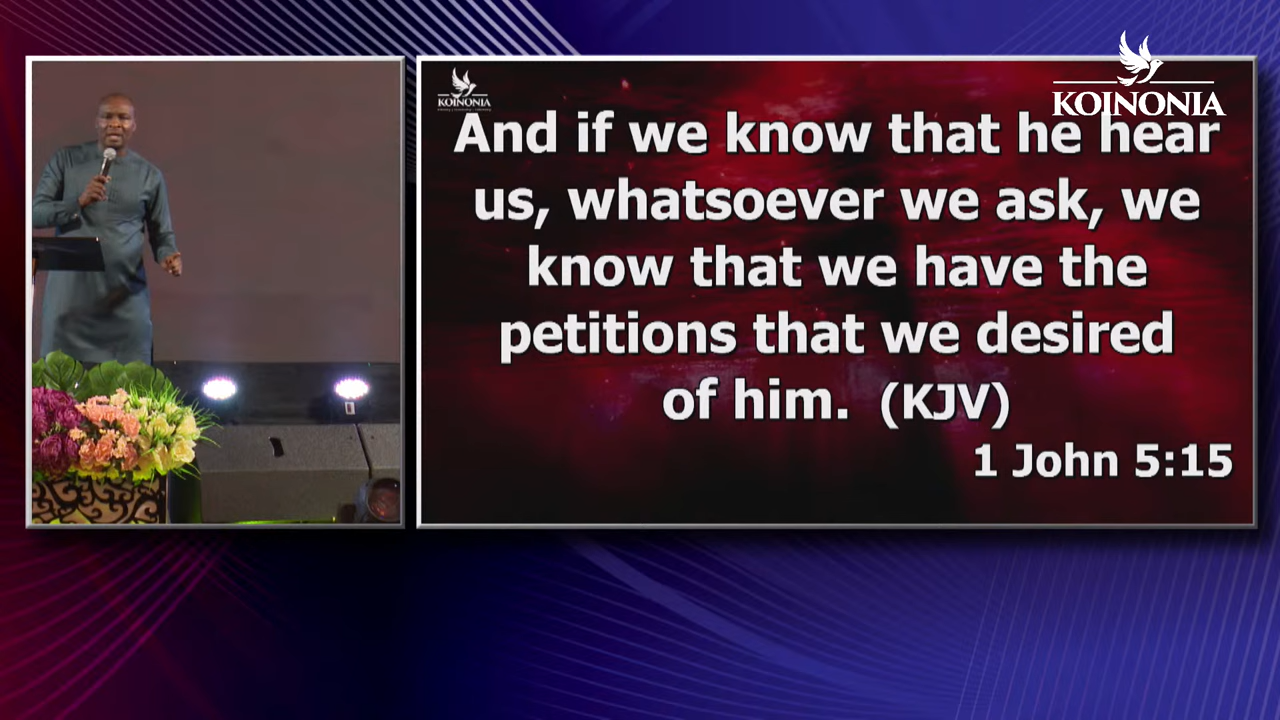 KOINONIA
KOINONIA
And if we know that he hear
us, whatsoever we ask, we
know that we have the
petitions that we desired
of him. (KJV)
1 John 5:15